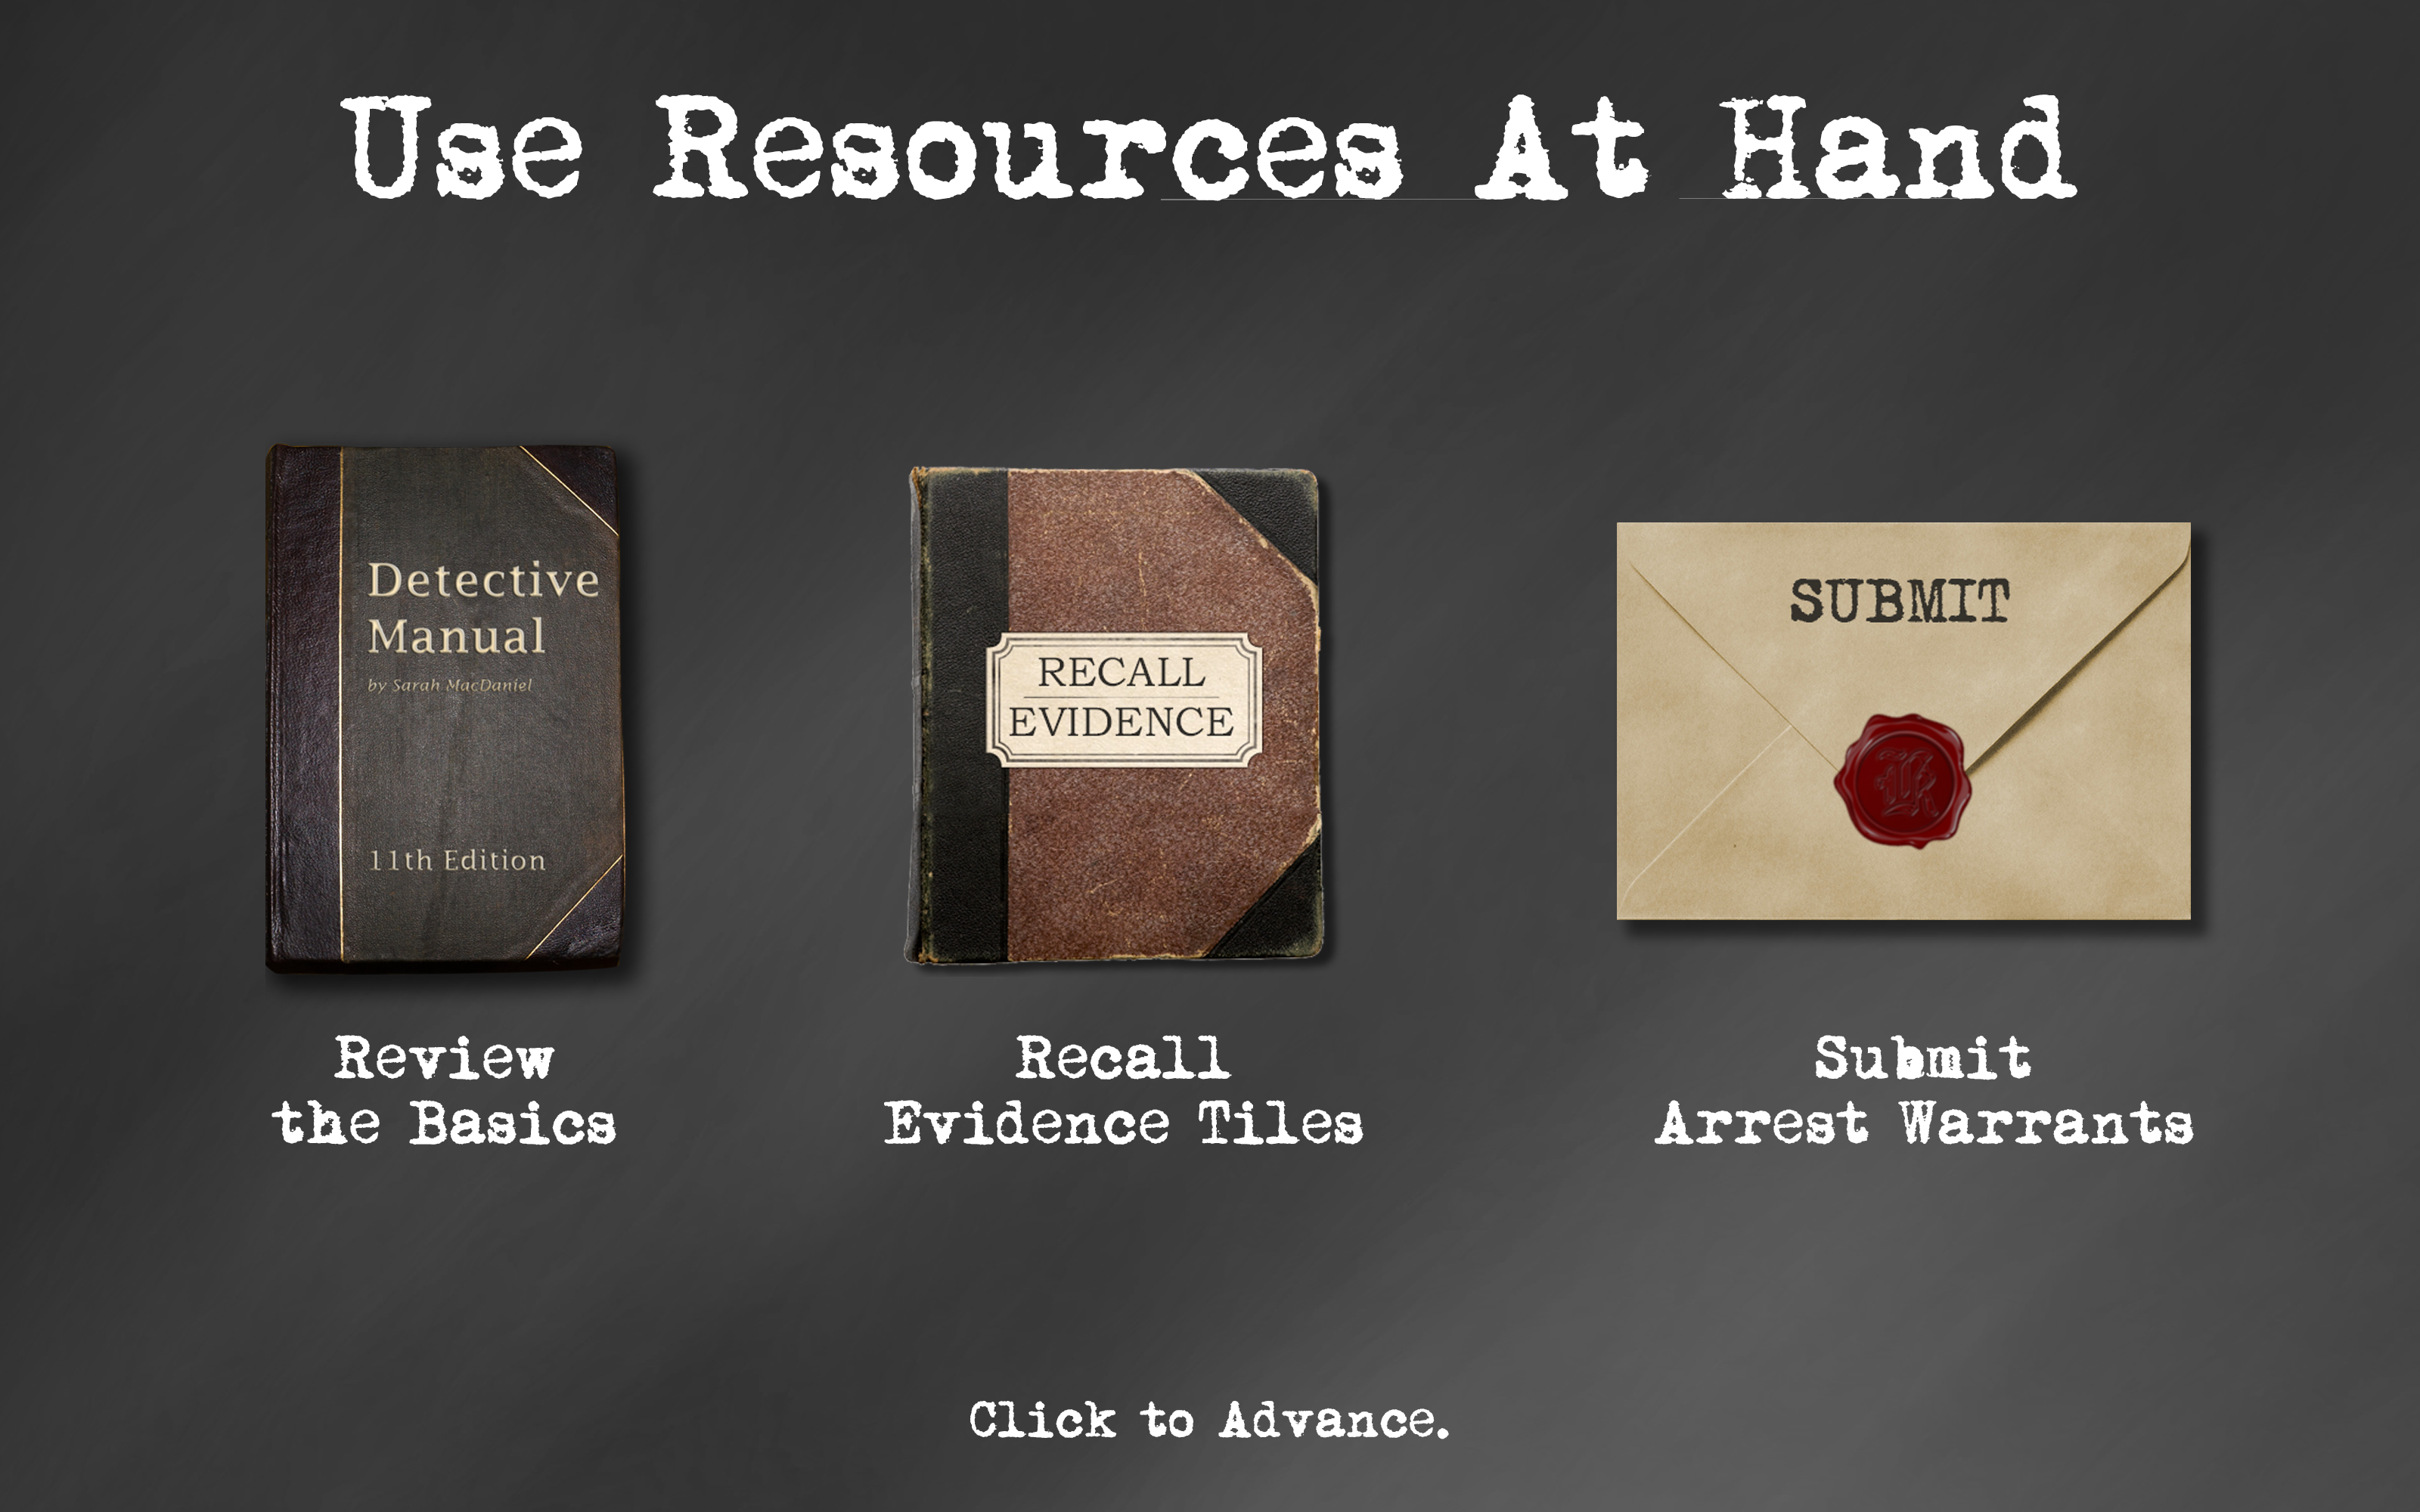 Use Resources At Hand
Detective
Manual
by Sarah MacDaniel
11th Edition
RECALL
EVIDENCE
SUBMIT
Review
the Basics
Recall
Evidence Tiles
Submit
Arrest Warrants
Click to Advance.